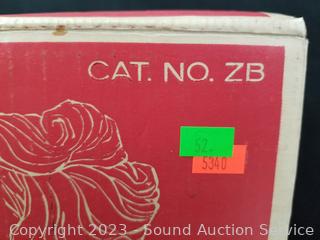 CAT. NO. ZB
52.
5340
Copyright 2023 - Sound Auction Service